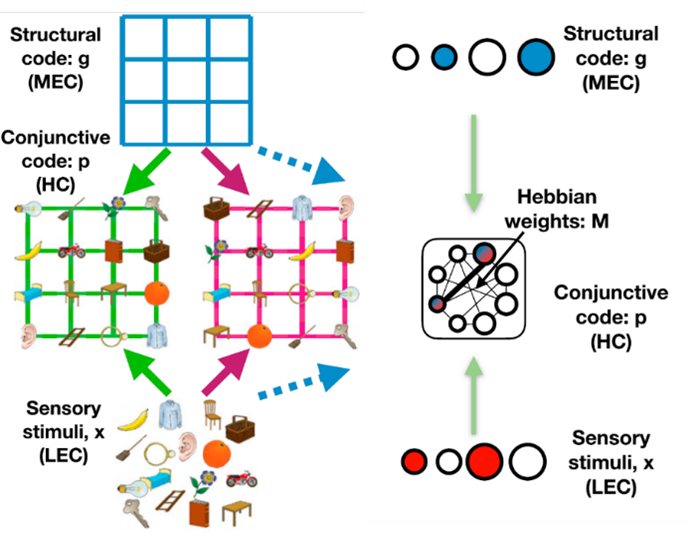 Structural
code: g
(MEC)
Conjunctive
code: p
(HC)
Sensory
stimuli, x
(LEC)
Structural
code: g
(MEC)
Hebbian
weights: M
Conjunctive
code: p
(HC)
Sensory
stimuli, x
(LEC)